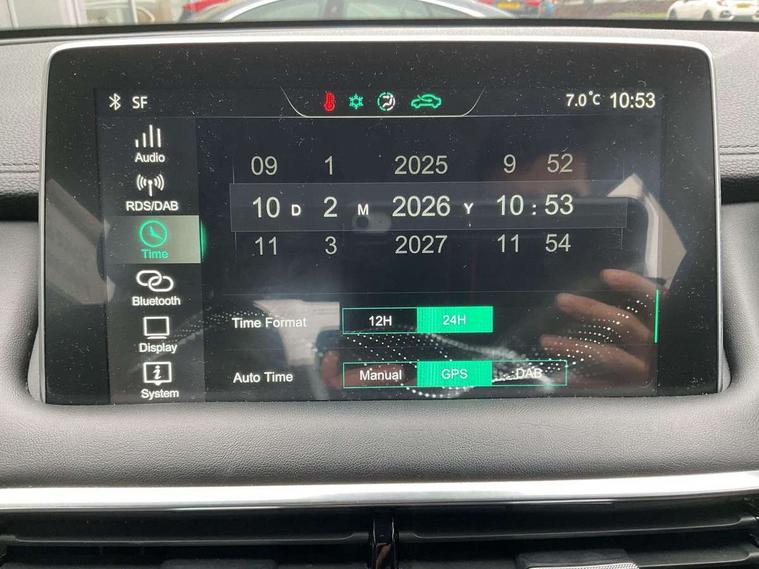 SF 7.0°C 10:53
Audio
RDS/DAB
Time
Bluetooth
Display
System
09 1 2025 9 52
10 D 2 M 2026 Y 10 : 53
11 3 2027 11 54
Time Format 12H 24H
Auto Time Manual GPS DAB